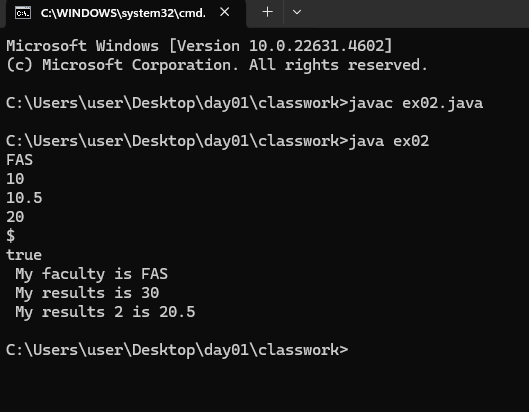 C:\WINDOWS\system32\cmd.
Microsoft Windows [Version 10.0.22631.4602]
(c) Microsoft Corporation. All rights reserved.
C:\Users\user\Desktop\day01\classwork>javac ex02.java
C:\Users\user\Desktop\day01\classwork>java ex02
FAS
10
10.5
20
$
true
My faculty is FAS
My results is 30
My results 2 is 20.5
C:\Users\user\Desktop\day01\classwork>